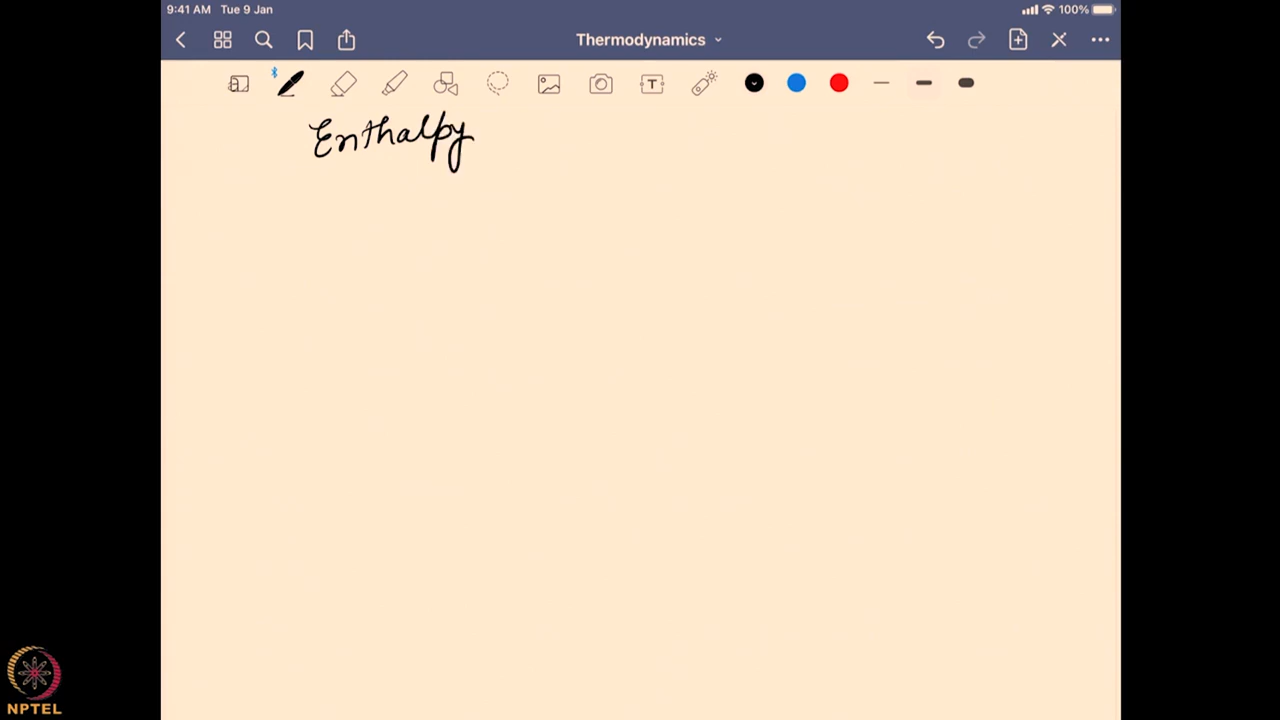 9:41 AM Tue 9 Jan 100%
Thermodynamics
T
Enthalpy
NPTEL